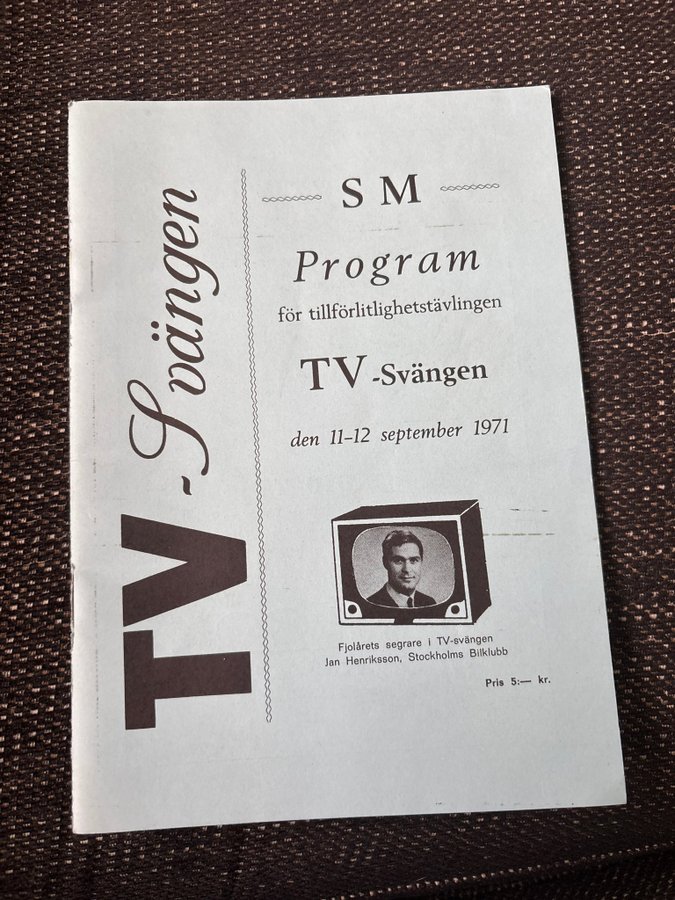 TV-Svängen
SM
Program
för tillförlitlighetstävlingen
TV-Svängen
den 11-12 september 1971
Fjolårets segrare i TV-svängen
Jan Henriksson, Stockholms Bilklubb
Pris 5:— kr.